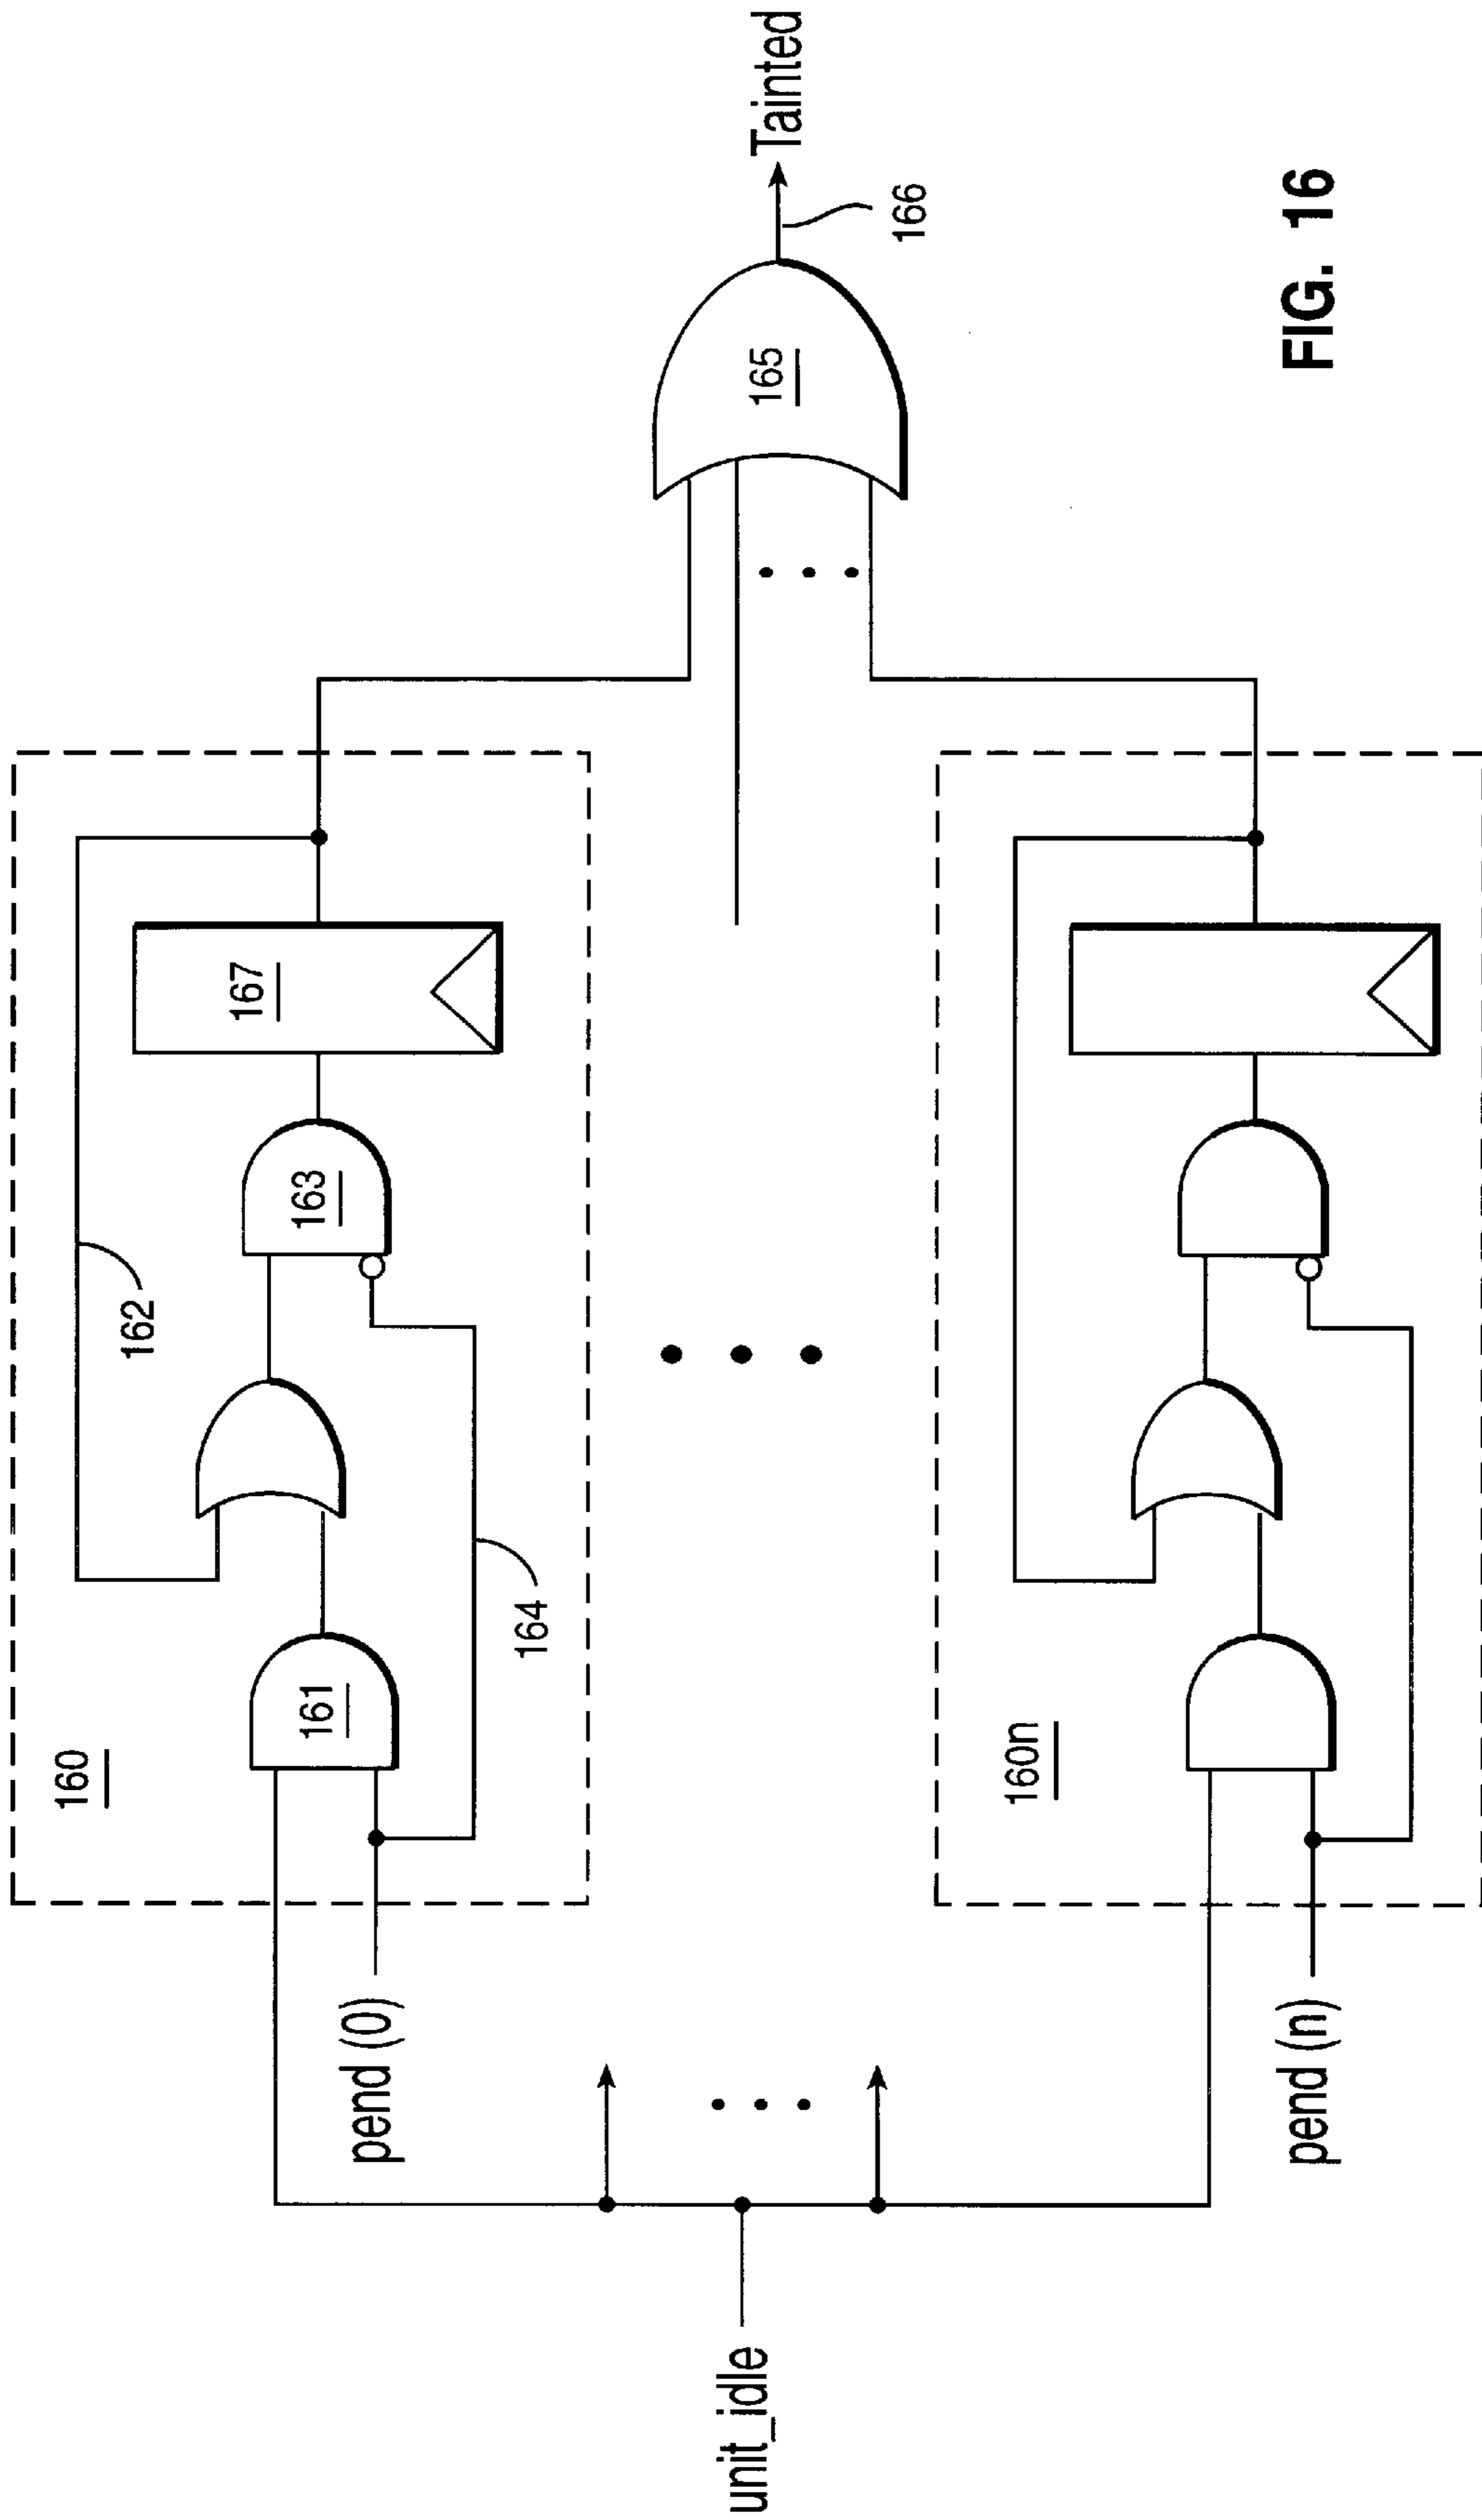 160
161
162
163
164
167
165
166
Tainted
unit_idle
pend (0)
pend (n)
160n
FIG. 16